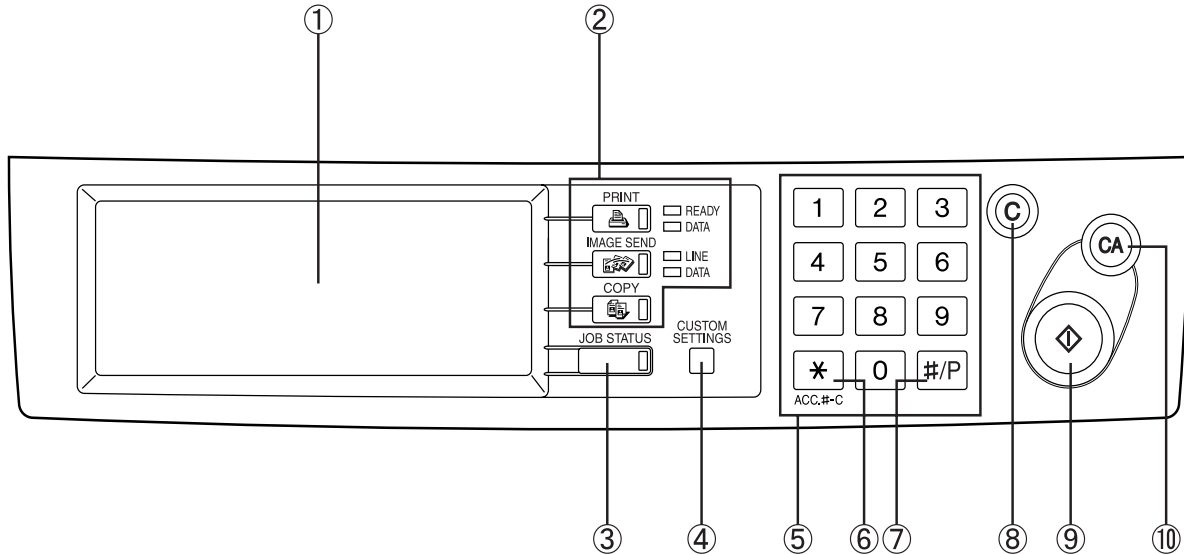 ① ②
PRINT
READY
DATA
IMAGE SEND
LINE
DATA
COPY
JOB STATUS
CUSTOM
SETTINGS
1 2 3
4 5 6
7 8 9
* 0 #/P
ACC.#-C
C
CA
③ ④ ⑤ ⑥ ⑦ ⑧ ⑨ ⑩